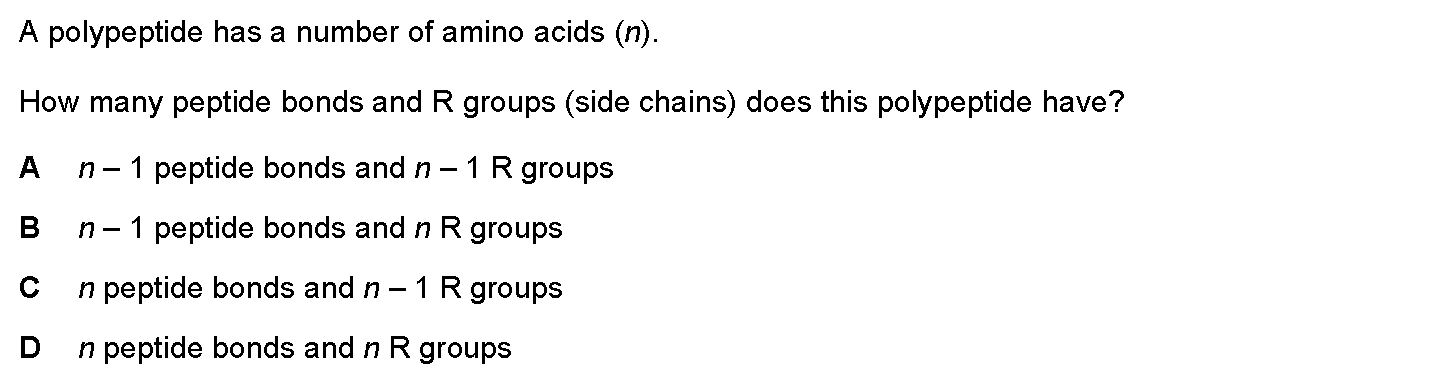 A polypeptide has a number of amino acids (n).
How many peptide bonds and R groups (side chains) does this polypeptide have?
A n – 1 peptide bonds and n – 1 R groups
B n – 1 peptide bonds and n R groups
C n peptide bonds and n – 1 R groups
D n peptide bonds and n R groups